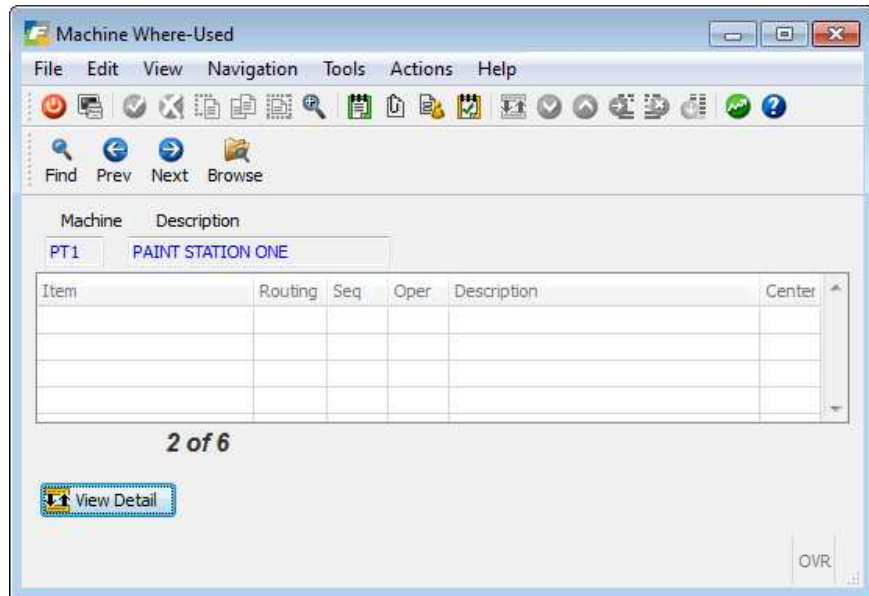 Machine Where-Used
File Edit View Navigation Tools Actions Help
Find Prev Next Browse
Machine Description
PT1 PAINT STATION ONE
Item Routing Seq Oper Description Center
2 of 6
View Detail
OVR